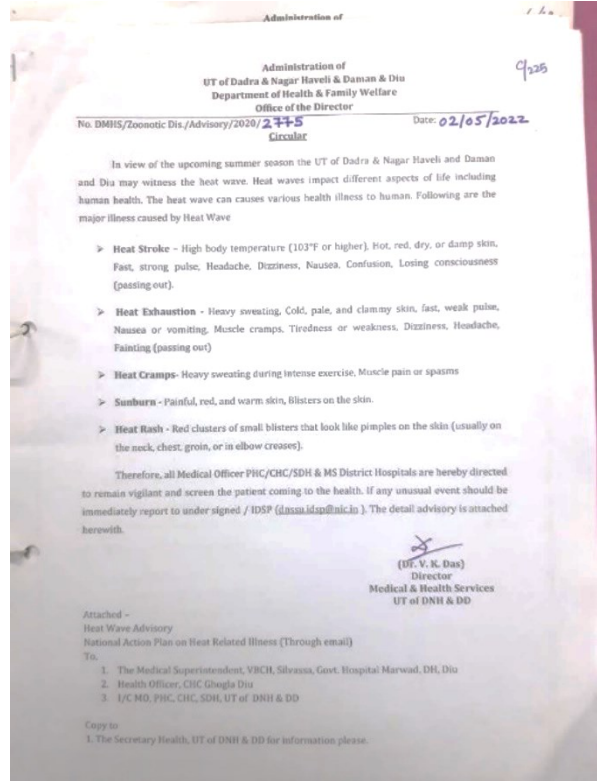 Administration of
Administration of
UT of Dadra & Nagar Haveli & Daman & Diu
Department of Health & Family Welfare
Office of the Director
C/225
No. DMHS/Zoonotic Dis./Advisory/2020/2775 Date: 02/05/2022
Circular
In view of the upcoming summer season the UT of Dadra & Nagar Haveli and Daman
and Diu may witness the heat wave. Heat waves impact different aspects of life including
human health. The heat wave can causes various health illness to human. Following are the
major illness caused by Heat Wave
➢ Heat Stroke – High body temperature (103°F or higher), Hot, red, dry, or damp skin,
Fast, strong pulse, Headache, Dizziness, Nausea, Confusion, Losing consciousness
(passing out).
➢ Heat Exhaustion - Heavy sweating, Cold, pale, and clammy skin, fast, weak pulse,
Nausea or vomiting, Muscle cramps, Tiredness or weakness, Dizziness, Headache,
Fainting (passing out)
➢ Heat Cramps- Heavy sweating during intense exercise, Muscle pain or spasms
➢ Sunburn - Painful, red, and warm skin, Blisters on the skin.
➢ Heat Rash - Red clusters of small blisters that look like pimples on the skin (usually on
the neck, chest, groin, or in elbow creases).
Therefore, all Medical Officer PHC/CHC/SDH & MS District Hospitals are hereby directed
to remain vigilant and screen the patient coming to the health. If any unusual event should be
immediately report to under signed / IDSP (dnssu.idsp@nic.in ). The detail advisory is attached
herewith.
(Dr. V. K. Das)
Director
Medical & Health Services
UT of DNH & DD
Attached –
Heat Wave Advisory
National Action Plan on Heat Related Illness (Through email)
To,
1. The Medical Superintendent, VBCH, Silvassa, Govt. Hospital Marwad, DH, Diu
2. Health Officer, CHC Ghogla Diu
3. I/C MO, PHC, CHC, SDH, UT of DNH & DD
Copy to
1. The Secretary Health, UT of DNH & DD for information please.